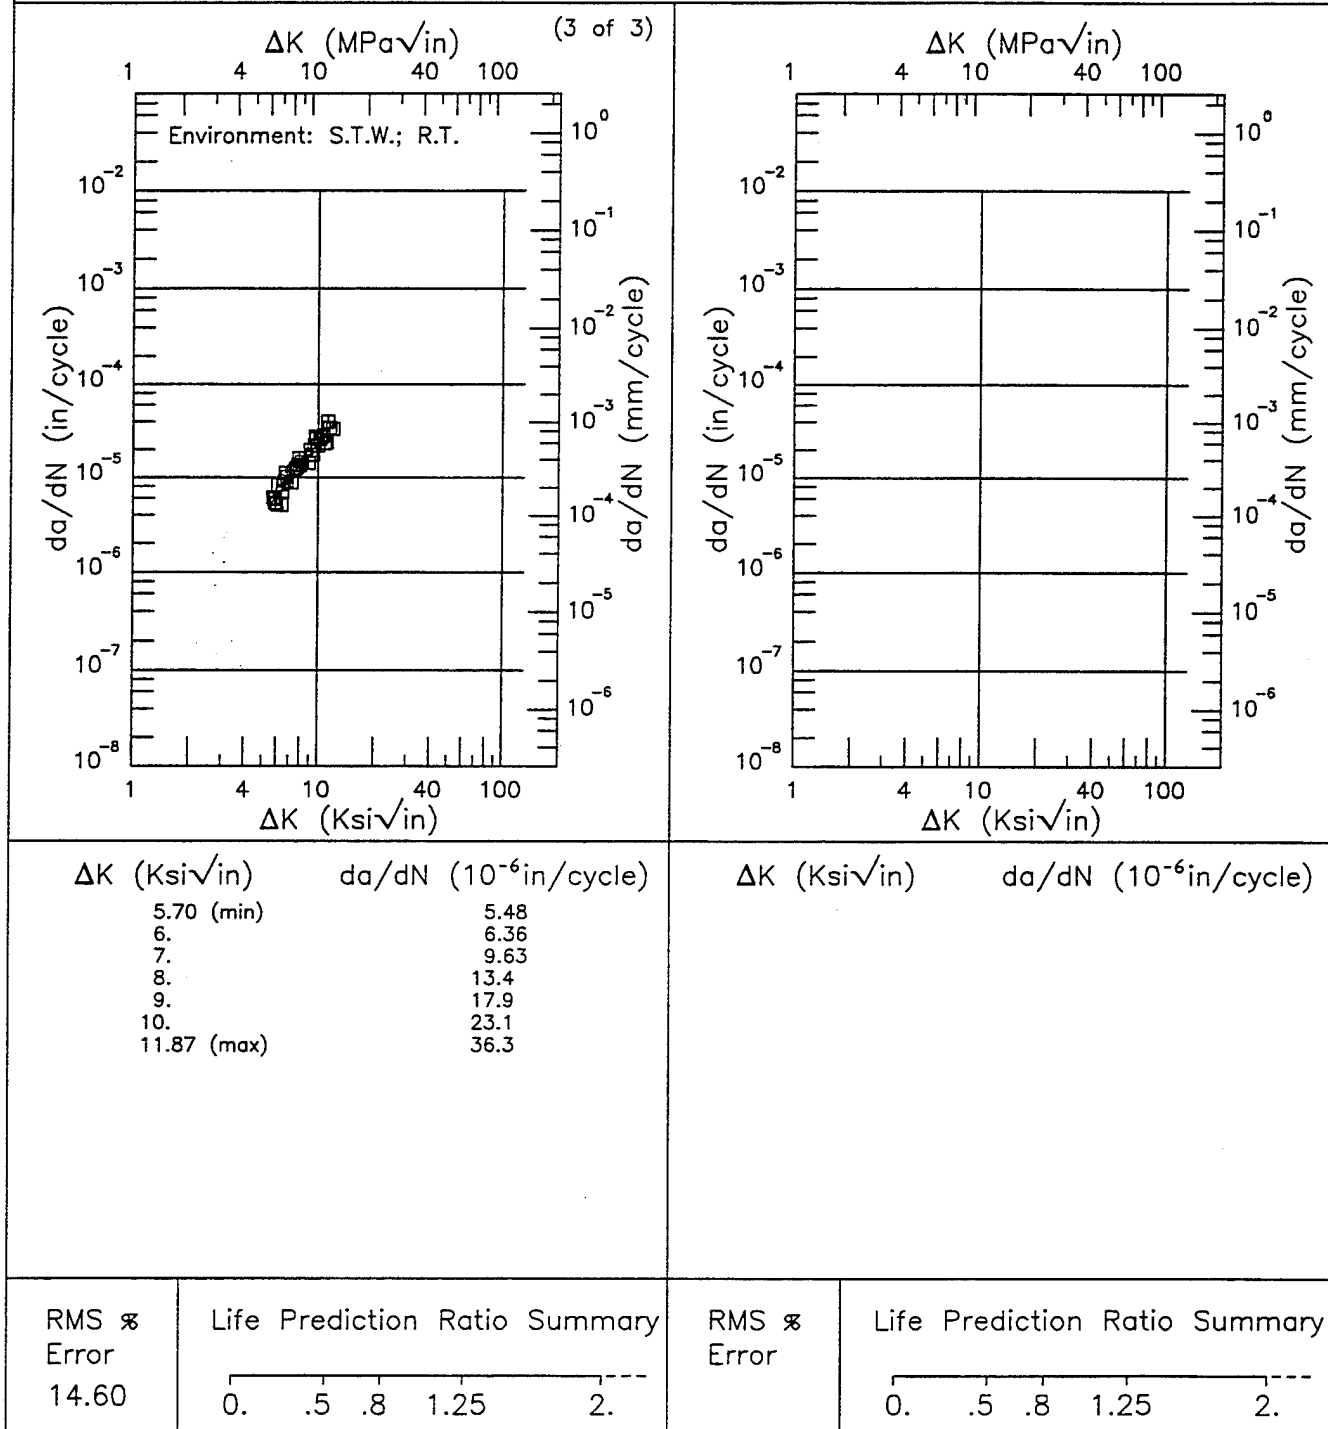 (3 of 3)
ΔK (MPa√in)
1 4 10 40 100
Environment: S.T.W.; R.T.
da/dN (in/cycle)
10⁻²
10⁻³
10⁻⁴
10⁻⁵
10⁻⁶
10⁻⁷
10⁻⁸
da/dN (mm/cycle)
10⁰
10⁻¹
10⁻²
10⁻³
10⁻⁴
10⁻⁵
10⁻⁶
1 4 10 40 100
ΔK (Ksi√in)
ΔK (MPa√in)
1 4 10 40 100
da/dN (in/cycle)
10⁻²
10⁻³
10⁻⁴
10⁻⁵
10⁻⁶
10⁻⁷
10⁻⁸
da/dN (mm/cycle)
10⁰
10⁻¹
10⁻²
10⁻³
10⁻⁴
10⁻⁵
10⁻⁶
1 4 10 40 100
ΔK (Ksi√in)
ΔK (Ksi√in) da/dN (10⁻⁶in/cycle)
5.70 (min) 5.48
6. 6.36
7. 9.63
8. 13.4
9. 17.9
10. 23.1
11.87 (max) 36.3
ΔK (Ksi√in) da/dN (10⁻⁶in/cycle)
RMS %
Error
14.60
Life Prediction Ratio Summary
0. .5 .8 1.25 2.
RMS %
Error
Life Prediction Ratio Summary
0. .5 .8 1.25 2.